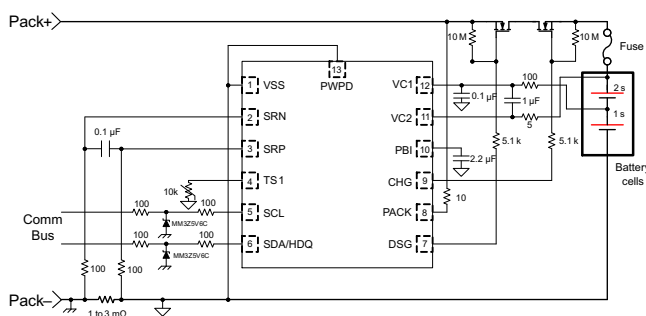 Pack+
10 M
10 M
Fuse
13
PWPD
1
VSS
VC1
12
100
2 s
0.1 µF
1 µF
2
SRN
VC2
11
1 s
5
0.1 µF
5.1 k
5.1 k
3
SRP
PBI
10
2.2 µF
Battery
cells
4
TS1
CHG
9
10k
10
Comm
Bus
100
100
5
SCL
PACK
8
MM3Z5V6C
100
100
6
SDA/HDQ
DSG
7
MM3Z5V6C
100
100
Pack–
1 to 3 mΩ